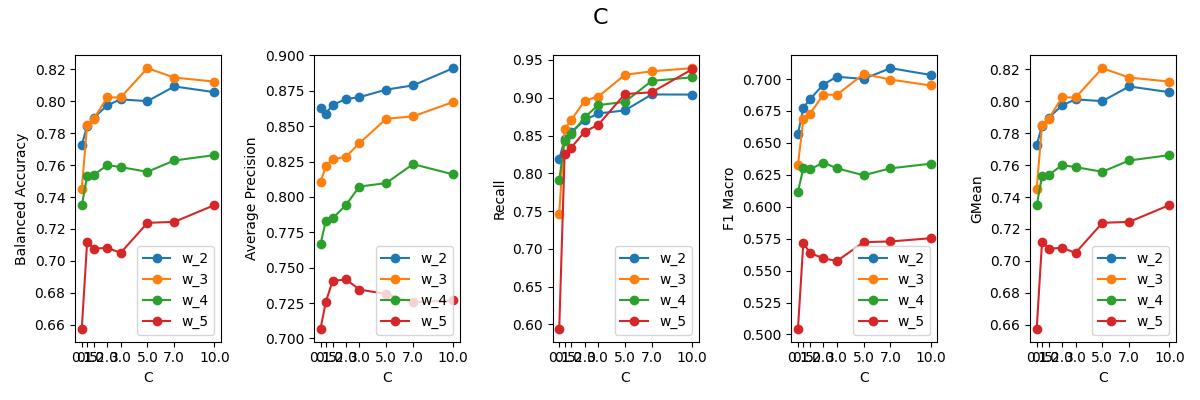 C
Balanced Accuracy
0.82
0.80
0.78
0.76
0.74
0.72
0.70
0.68
0.66
5.0 7.0 10.0
C
w_2
w_3
w_4
w_5
Average Precision
0.900
0.875
0.850
0.825
0.800
0.775
0.750
0.725
0.700
3.0 5.0 7.0 10.0
C
w_2
w_3
w_4
w_5
Recall
0.95
0.90
0.85
0.80
0.75
0.70
0.65
0.60
5.0 7.0 10.0
C
w_2
w_3
w_4
w_5
F1 Macro
0.700
0.675
0.650
0.625
0.600
0.575
0.550
0.525
0.500
5.0 7.0 10.0
C
w_2
w_3
w_4
w_5
GMean
0.82
0.80
0.78
0.76
0.74
0.72
0.70
0.68
0.66
5.0 7.0 10.0
C
w_2
w_3
w_4
w_5